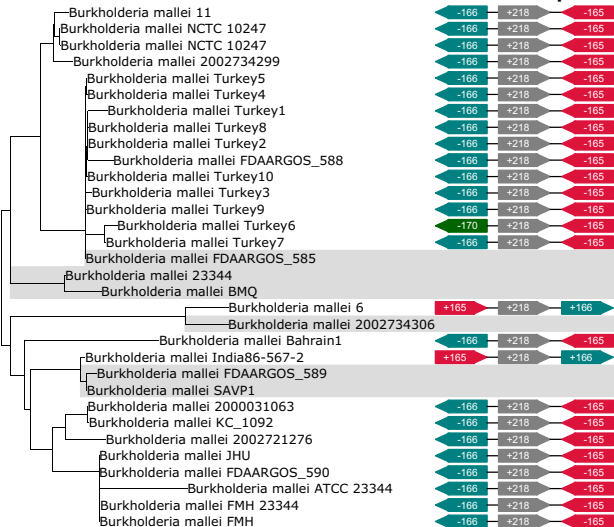 Burkholderia mallei 11 -166 +218 -165
Burkholderia mallei NCTC 10247 -166 +218 -165
Burkholderia mallei NCTC 10247 -166 +218 -165
Burkholderia mallei 2002734299 -166 +218 -165
Burkholderia mallei Turkey5 -166 +218 -165
Burkholderia mallei Turkey4 -166 +218 -165
Burkholderia mallei Turkey1 -166 +218 -165
Burkholderia mallei Turkey8 -166 +218 -165
Burkholderia mallei Turkey2 -166 +218 -165
Burkholderia mallei FDAARGOS_588 -166 +218 -165
Burkholderia mallei Turkey10 -166 +218 -165
Burkholderia mallei Turkey3 -166 +218 -165
Burkholderia mallei Turkey9 -166 +218 -165
Burkholderia mallei Turkey6 -170 +218 -165
Burkholderia mallei Turkey7 -166 +218 -165
Burkholderia mallei FDAARGOS_585
Burkholderia mallei 23344
Burkholderia mallei BMQ
Burkholderia mallei 6 +165 +218 +166
Burkholderia mallei 2002734306
Burkholderia mallei Bahrain1 -166 +218 -165
Burkholderia mallei India86-567-2 +165 +218 +166
Burkholderia mallei FDAARGOS_589
Burkholderia mallei SAVP1
Burkholderia mallei 2000031063 -166 +218 -165
Burkholderia mallei KC_1092 -166 +218 -165
Burkholderia mallei 2002721276 -166 +218 -165
Burkholderia mallei JHU -166 +218 -165
Burkholderia mallei FDAARGOS_590 -166 +218 -165
Burkholderia mallei ATCC 23344 -166 +218 -165
Burkholderia mallei FMH 23344 -166 +218 -165
Burkholderia mallei FMH -166 +218 -165